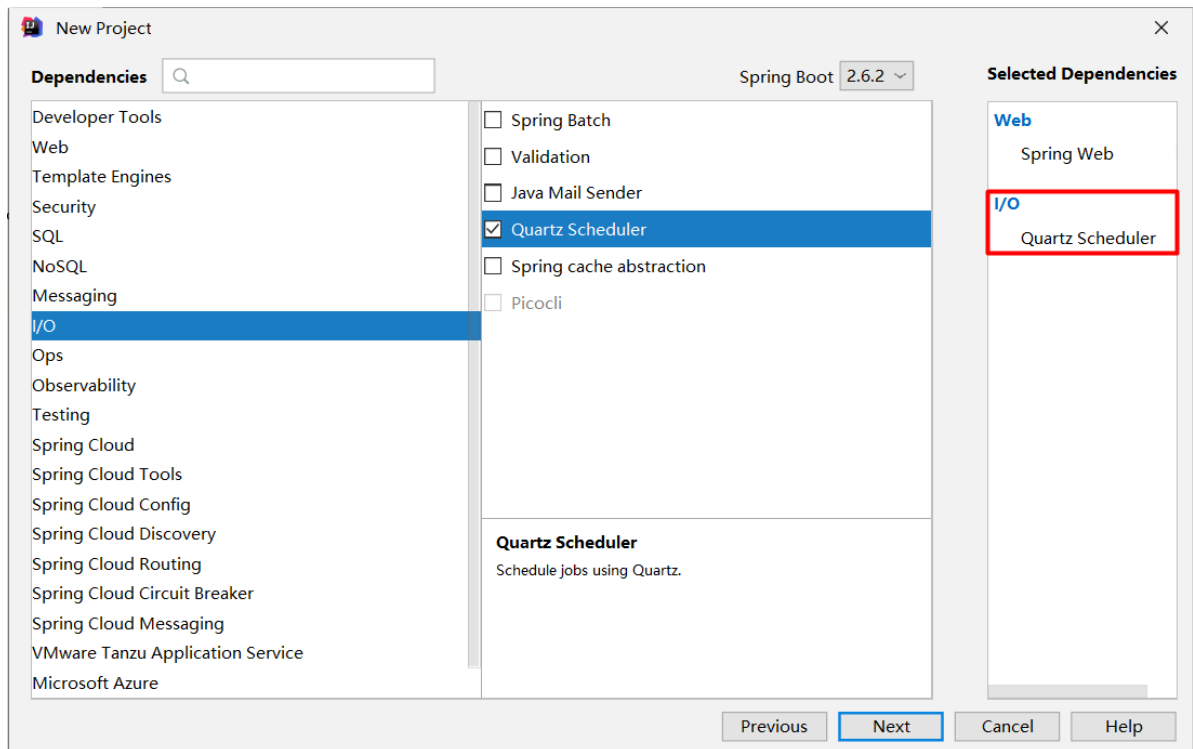 New Project
Dependencies
Spring Boot 2.6.2
Selected Dependencies
Developer Tools
Web
Template Engines
Security
SQL
NoSQL
Messaging
I/O
Ops
Observability
Testing
Spring Cloud
Spring Cloud Tools
Spring Cloud Config
Spring Cloud Discovery
Spring Cloud Routing
Spring Cloud Circuit Breaker
Spring Cloud Messaging
VMware Tanzu Application Service
Microsoft Azure
Spring Batch
Validation
Java Mail Sender
Quartz Scheduler
Spring cache abstraction
Picocli
Quartz Scheduler
Schedule jobs using Quartz.
Web
Spring Web
I/O
Quartz Scheduler
Previous
Next
Cancel
Help